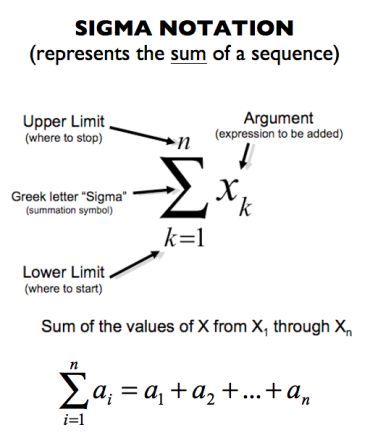 SIGMA NOTATION
(represents the sum of a sequence)
Upper Limit
(where to stop)
Argument
(expression to be added)
n
Greek letter "Sigma"
(summation symbol)
∑ xₖ
k=1
Lower Limit
(where to start)
Sum of the values of X from X₁ through Xₙ
n
∑ aᵢ = a₁ + a₂ + ... + aₙ
i=1